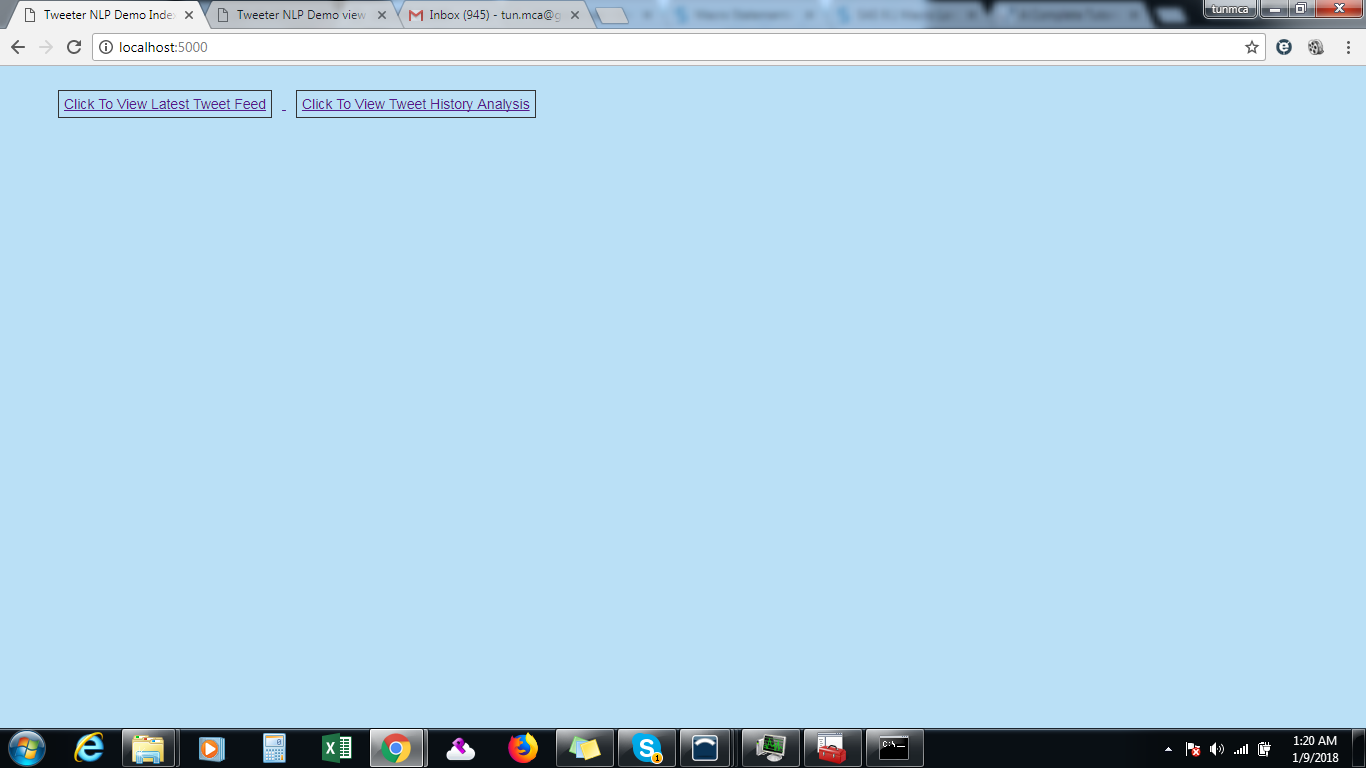 Tweeter NLP Demo Inde
Tweeter NLP Demo view
Inbox (945) - tun.mca@g
tunmca
localhost:5000
Click To View Latest Tweet Feed
Click To View Tweet History Analysis
C:\_
1
1:20 AM
1/9/2018